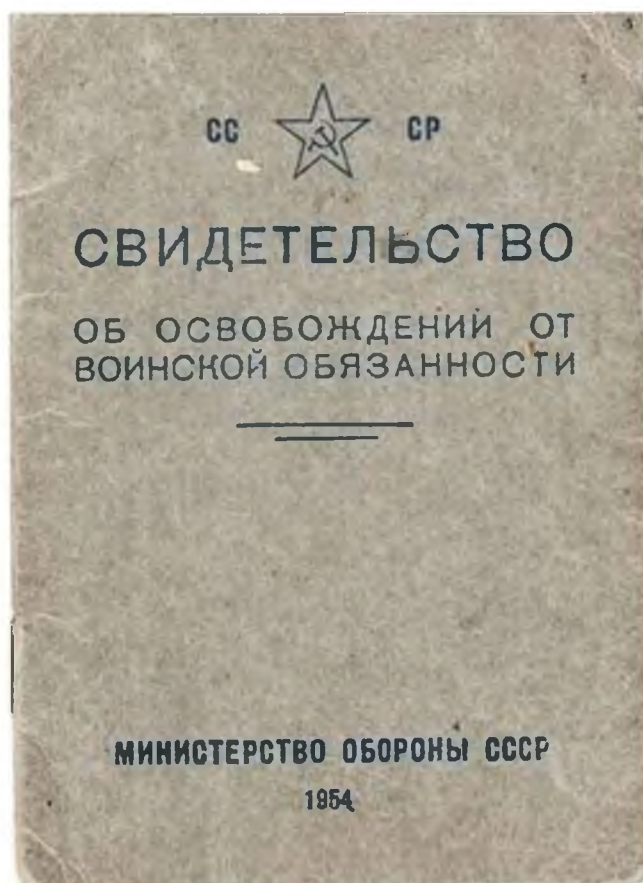 СС СР
СВИДЕТЕЛЬСТВО
ОБ ОСВОБОЖДЕНИИ ОТ
ВОИНСКОЙ ОБЯЗАННОСТИ
МИНИСТЕРСТВО ОБОРОНЫ СССР
1954